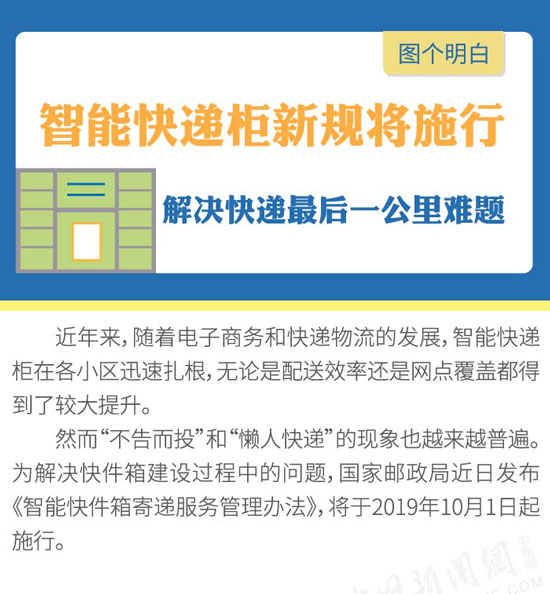 图个明白
智能快递柜新规将施行
解决快递最后一公里难题
近年来，随着电子商务和快递物流的发展，智能快递
柜在各小区迅速扎根，无论是配送效率还是网点覆盖都得
到了较大提升。
然而“不告而投”和“懒人快递”的现象也越来越普遍。
为解决快件箱建设过程中的问题，国家邮政局近日发布
《智能快件箱寄递服务管理办法》，将于2019年10月1日起
施行。
中新网